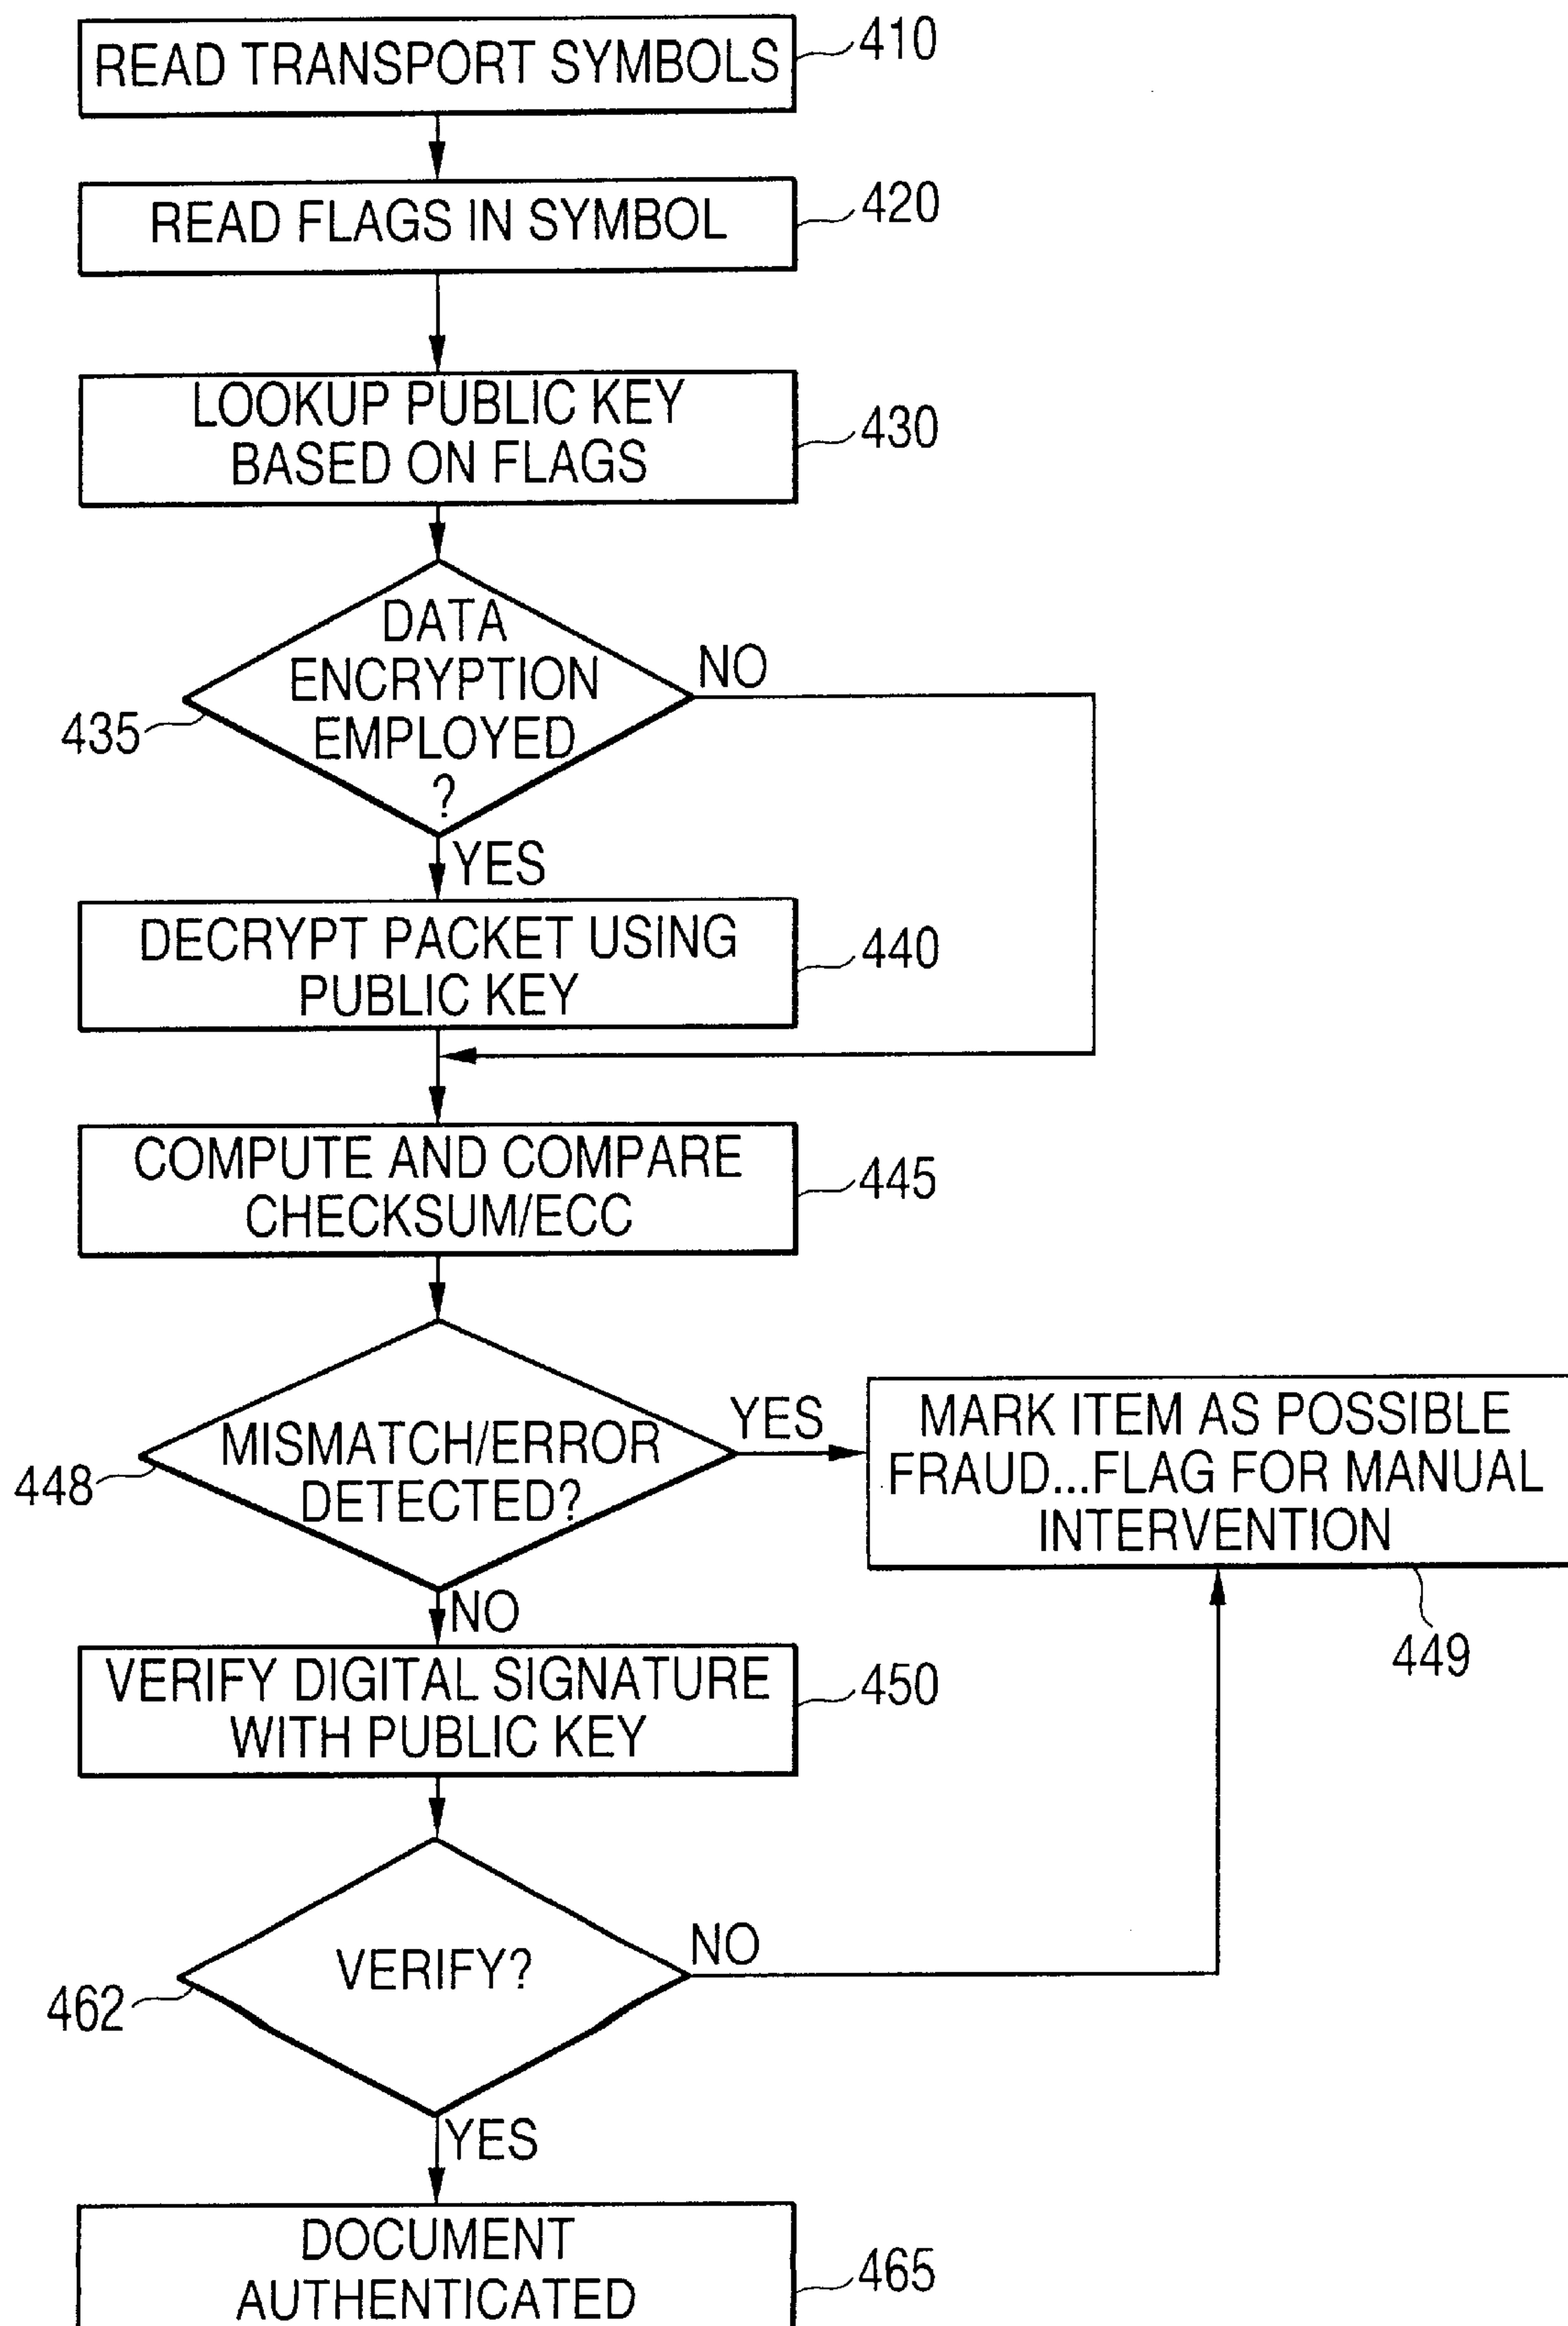 READ TRANSPORT SYMBOLS
410
READ FLAGS IN SYMBOL
420
LOOKUP PUBLIC KEY
BASED ON FLAGS
430
DATA
ENCRYPTION
EMPLOYED
?
435
NO
YES
DECRYPT PACKET USING
PUBLIC KEY
440
COMPUTE AND COMPARE
CHECKSUM/ECC
445
MISMATCH/ERROR
DETECTED?
448
YES
MARK ITEM AS POSSIBLE
FRAUD...FLAG FOR MANUAL
INTERVENTION
449
NO
VERIFY DIGITAL SIGNATURE
WITH PUBLIC KEY
450
VERIFY?
462
NO
YES
DOCUMENT
AUTHENTICATED
465